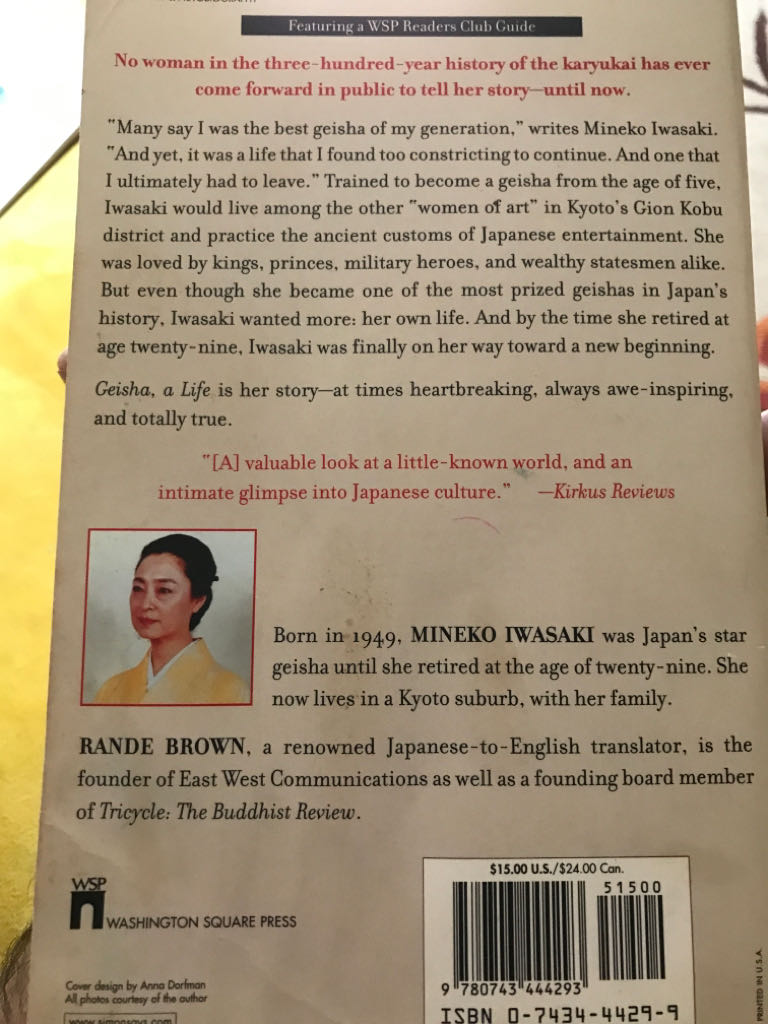 Featuring a WSP Readers Club Guide
No woman in the three-hundred-year history of the karyukai has ever
come forward in public to tell her story—until now.
"Many say I was the best geisha of my generation," writes Mineko Iwasaki.
"And yet, it was a life that I found too constricting to continue. And one that
I ultimately had to leave." Trained to become a geisha from the age of five,
Iwasaki would live among the other "women of art" in Kyoto's Gion Kobu
district and practice the ancient customs of Japanese entertainment. She
was loved by kings, princes, military heroes, and wealthy statesmen alike.
But even though she became one of the most prized geishas in Japan's
history, Iwasaki wanted more: her own life. And by the time she retired at
age twenty-nine, Iwasaki was finally on her way toward a new beginning.
Geisha, a Life is her story—at times heartbreaking, always awe-inspiring,
and totally true.
"[A] valuable look at a little-known world, and an
intimate glimpse into Japanese culture." —Kirkus Reviews
Born in 1949, MINEKO IWASAKI was Japan's star
geisha until she retired at the age of twenty-nine. She
now lives in a Kyoto suburb, with her family.
RANDE BROWN, a renowned Japanese-to-English translator, is the
founder of East West Communications as well as a founding board member
of Tricycle: The Buddhist Review.
WSP
WASHINGTON SQUARE PRESS
Cover design by Anna Dorfman
All photos courtesy of the author
www.simonsays.com
$15.00 U.S./$24.00 Can.
51500
9 780743 444293
ISBN 0-7434-4429-9
PRINTED IN U.S.A.